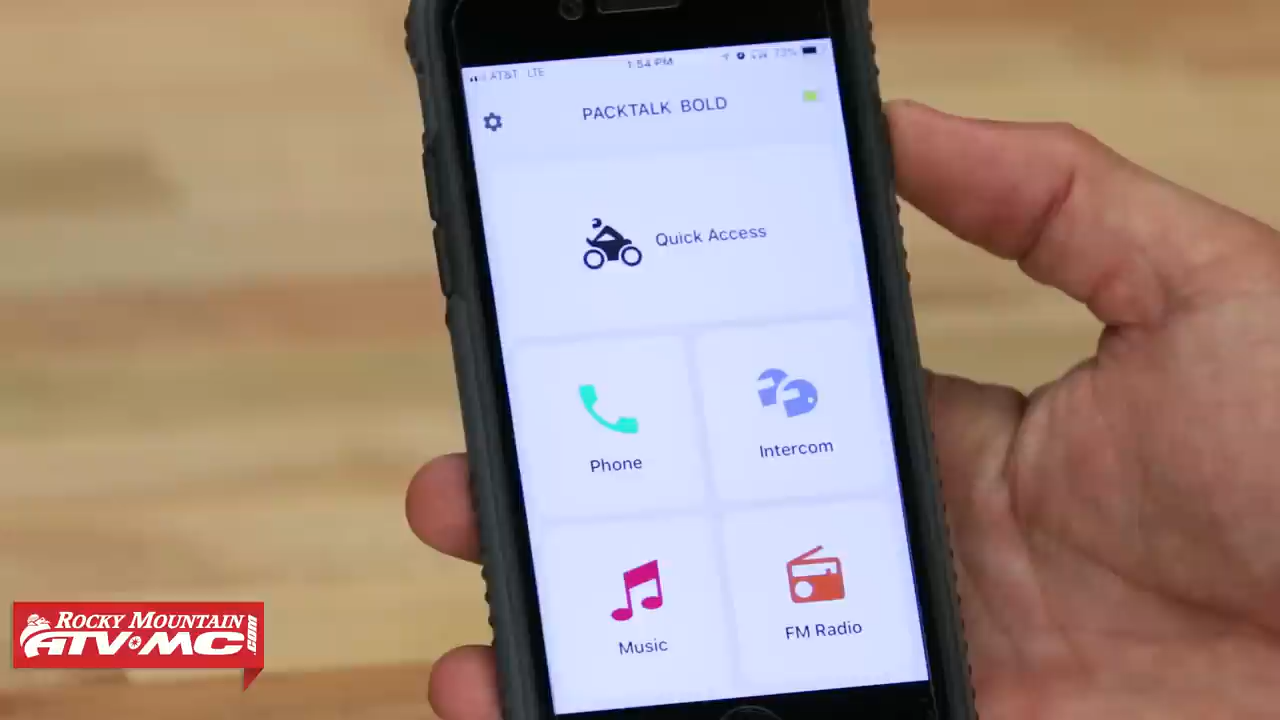 AT&T LTE
1:54 PM
73%
PACKTALK BOLD
Quick Access
Phone
Intercom
Music
FM Radio
ROCKY MOUNTAIN
ATV MC.com